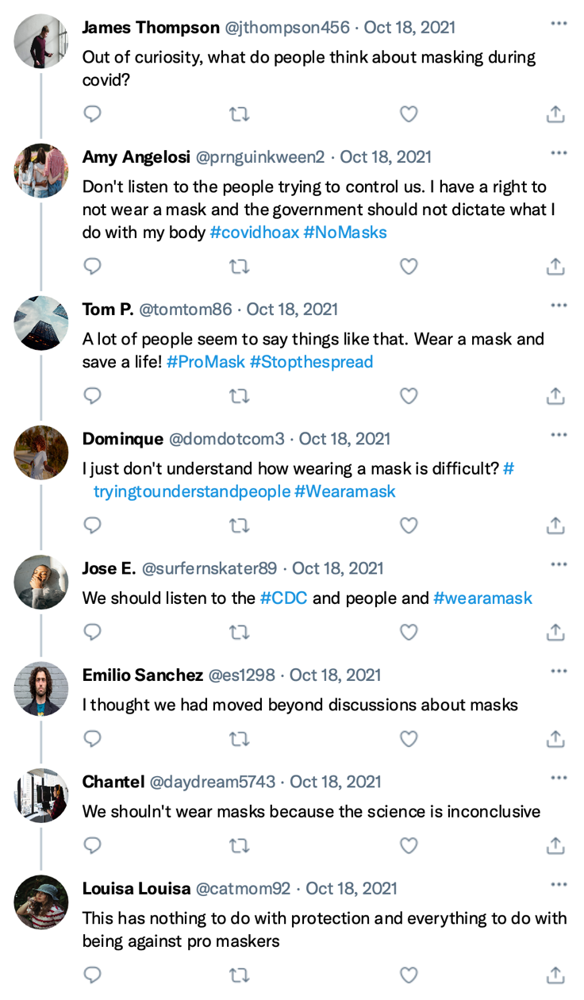 James Thompson @jthompson456 · Oct 18, 2021
Out of curiosity, what do people think about masking during
covid?
Amy Angelosi @prnguinkween2 · Oct 18, 2021
Don't listen to the people trying to control us. I have a right to
not wear a mask and the government should not dictate what I
do with my body #covidhoax #NoMasks
Tom P. @tomtom86 · Oct 18, 2021
A lot of people seem to say things like that. Wear a mask and
save a life! #ProMask #Stopthespread
Dominque @domdotcom3 · Oct 18, 2021
I just don't understand how wearing a mask is difficult? #
tryingtounderstandpeople #Wearamask
Jose E. @surfernskater89 · Oct 18, 2021
We should listen to the #CDC and people and #wearamask
Emilio Sanchez @es1298 · Oct 18, 2021
I thought we had moved beyond discussions about masks
Chantel @daydream5743 · Oct 18, 2021
We shouln't wear masks because the science is inconclusive
Louisa Louisa @catmom92 · Oct 18, 2021
This has nothing to do with protection and everything to do with
being against pro maskers